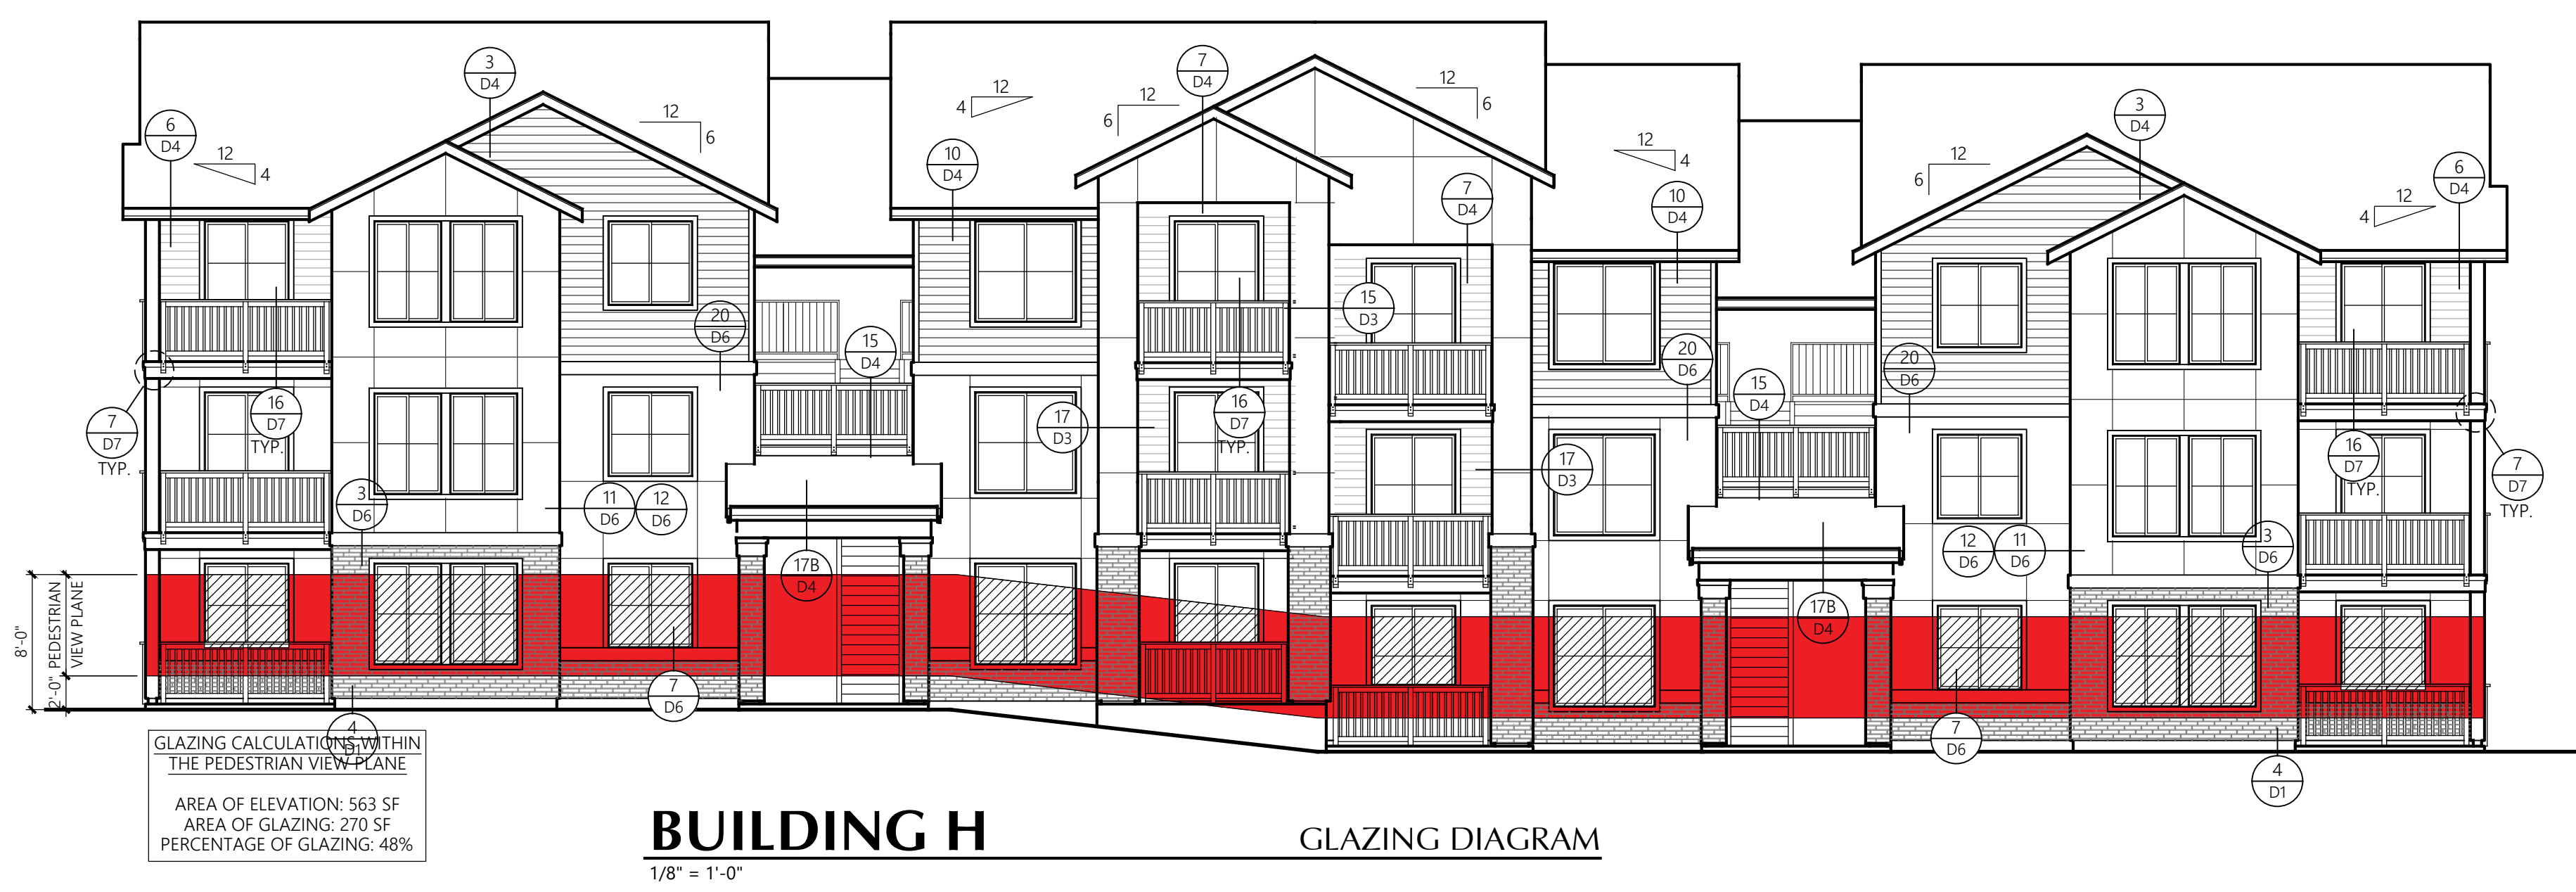 7
D4
3
D4
12
6
12
4
12
4
12
6
12
6
12
4
12
6
3
D4
6
D4
12
4
6
D4
10
D4
7
D4
10
D4
20
D6
15
D4
15
D3
20
D6
15
D4
20
D6
7
D7
TYP.
16
D7
TYP.
17
D3
16
D7
TYP.
17
D3
16
D7
TYP.
7
D7
TYP.
3
D6
11
D6
12
D6
12
D6
11
D6
3
D6
17B
D4
17B
D4
8'-0"
2'-0"
PEDESTRIAN
VIEW PLANE
7
D6
7
D6
4
D1
4
D1
GLAZING CALCULATIONS WITHIN
THE PEDESTRIAN VIEW PLANE
AREA OF ELEVATION: 563 SF
AREA OF GLAZING: 270 SF
PERCENTAGE OF GLAZING: 48%
BUILDING H
GLAZING DIAGRAM
1/8" = 1'-0"